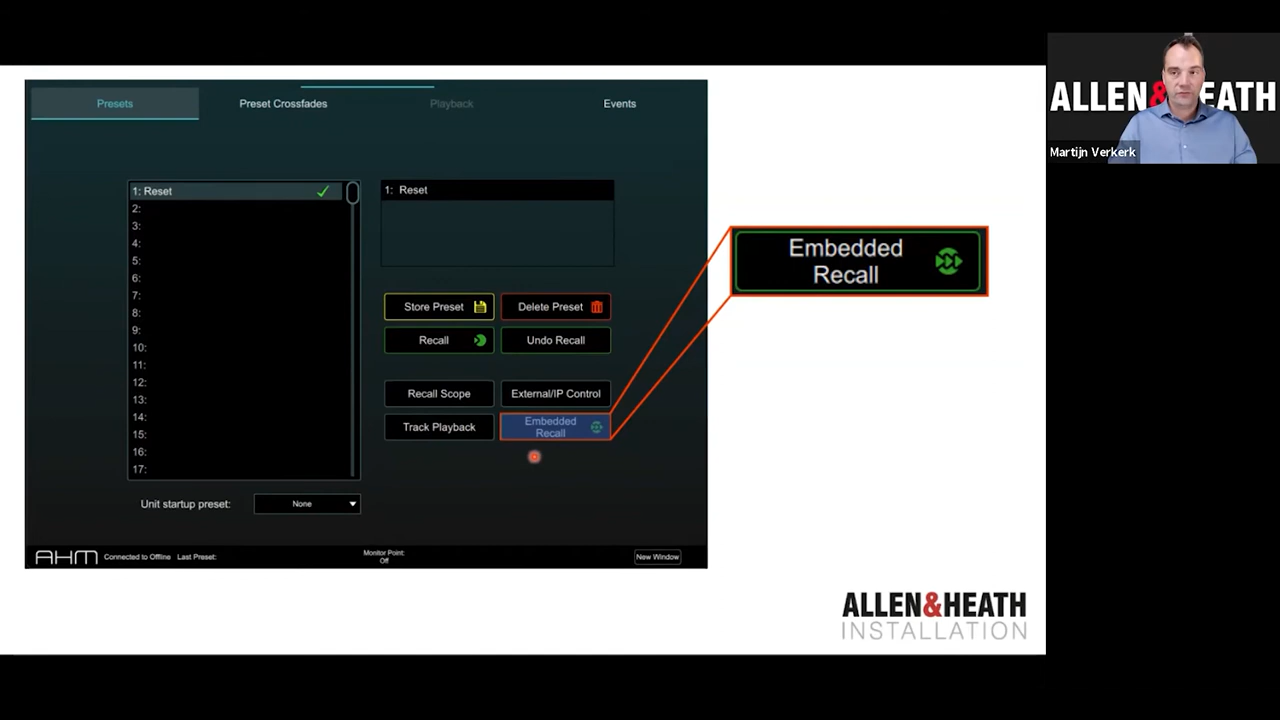 Presets
Preset Crossfades
Playback
Events
1: Reset
2:
3:
4:
5:
6:
7:
8:
9:
10:
11:
12:
13:
14:
15:
16:
17:
1: Reset
Store Preset
Delete Preset
Recall
Undo Recall
Recall Scope
External/IP Control
Track Playback
Embedded
Recall
Unit startup preset:
None
AHM
Connected to Offline
Last Preset:
Monitor Point:
Off
New Window
Embedded
Recall
ALLEN&HEATH
INSTALLATION
ALLEN&HEATH
Martijn Verkerk